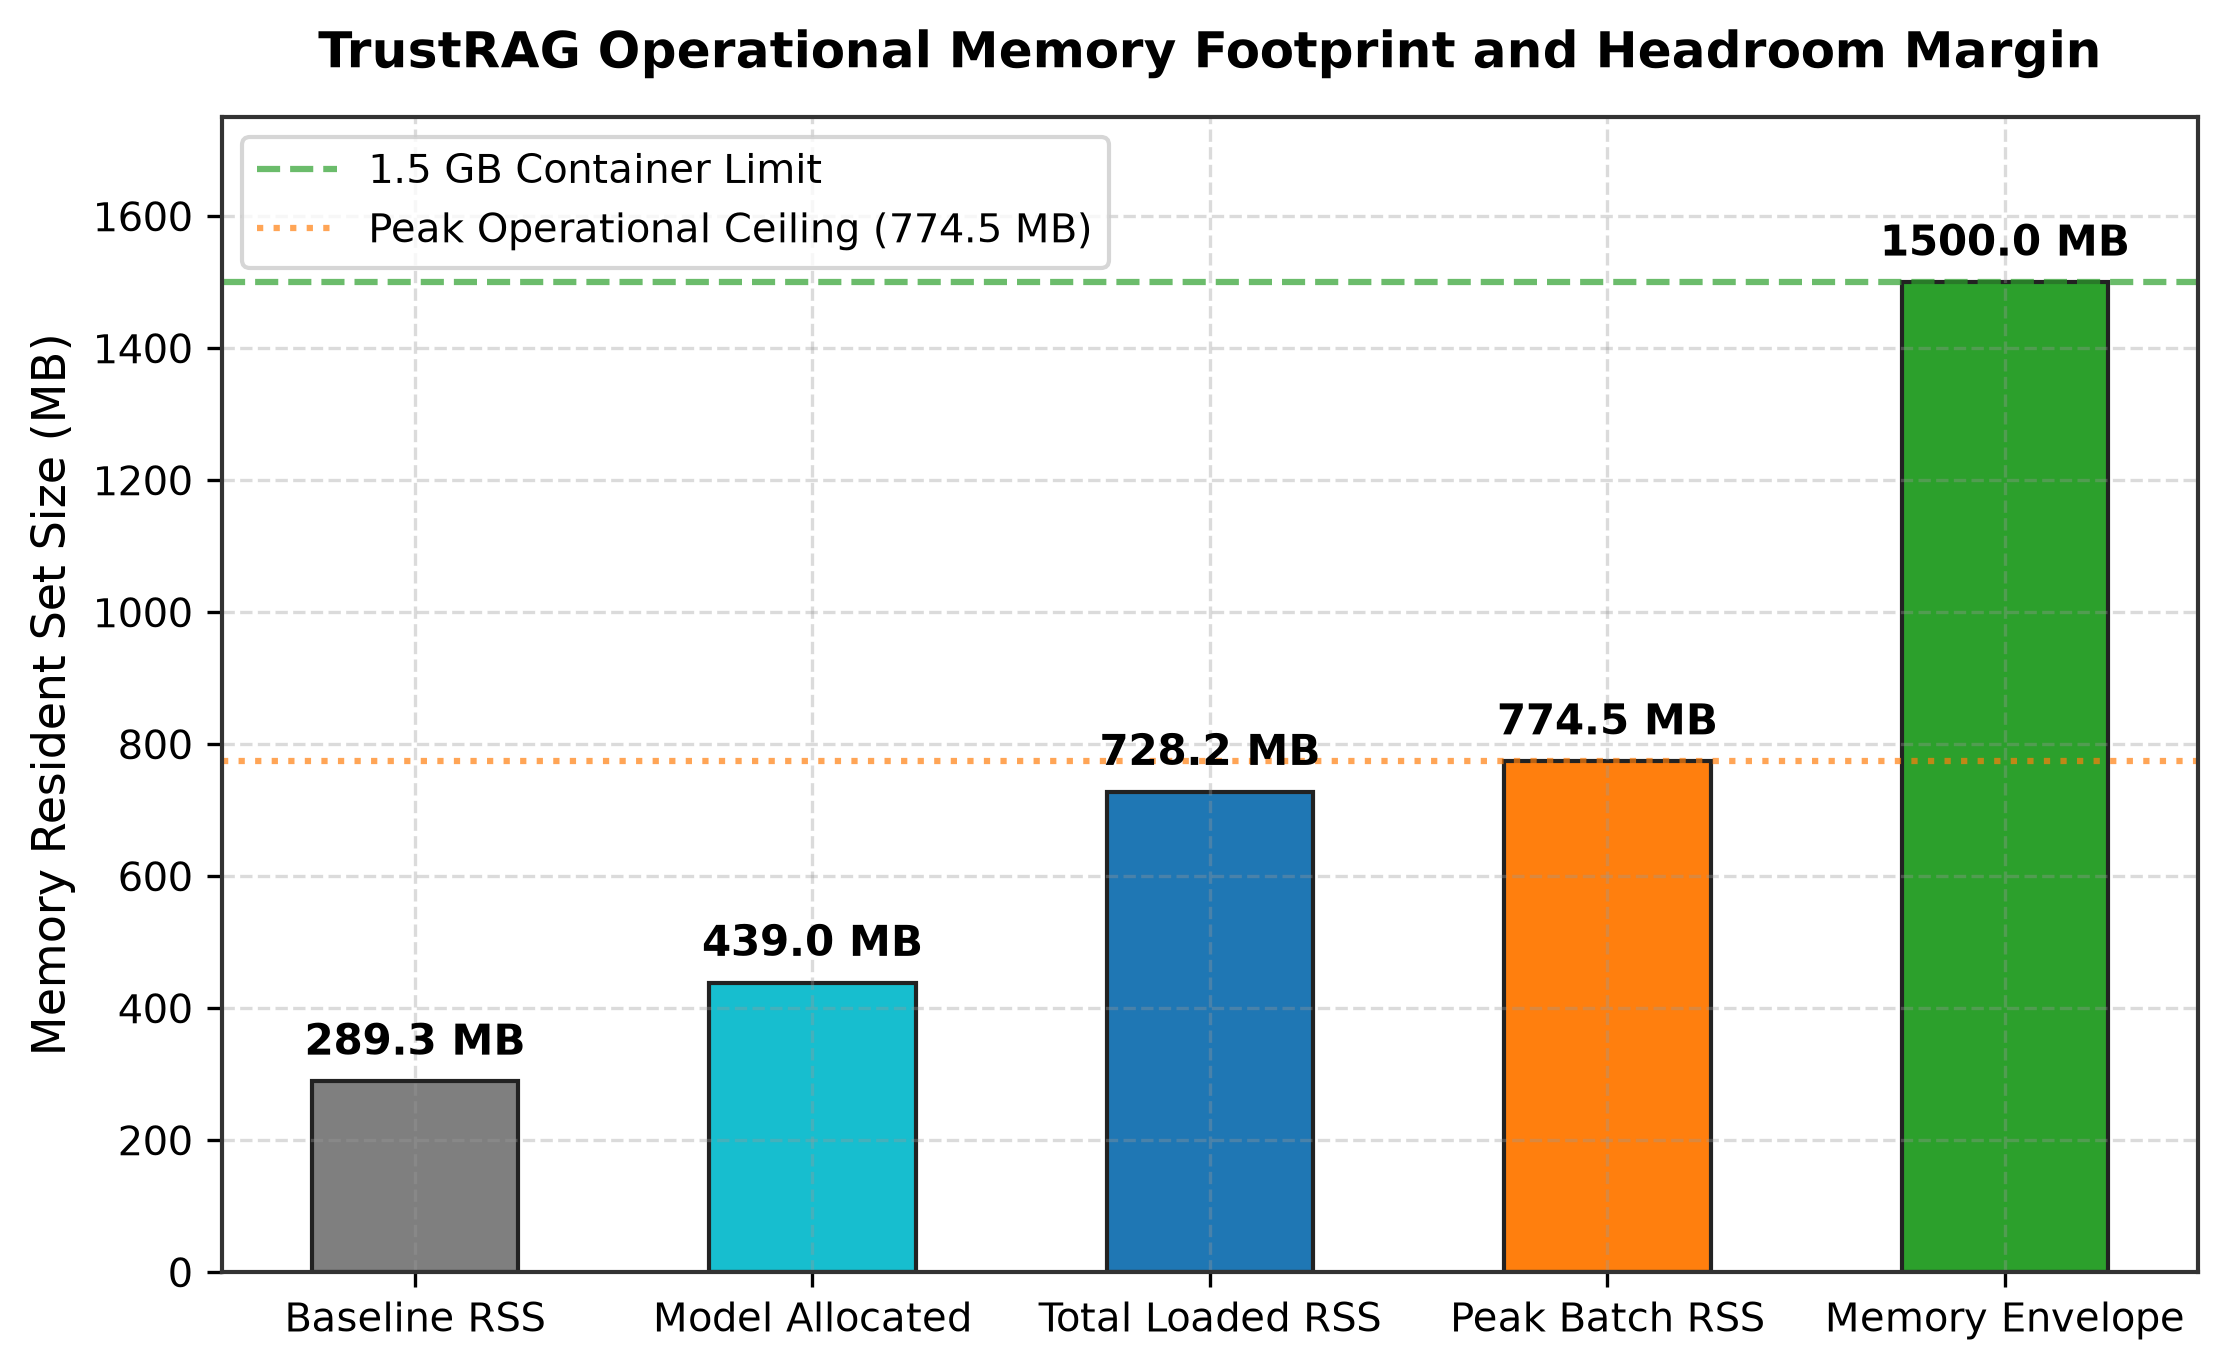 TrustRAG Operational Memory Footprint and Headroom Margin
1.5 GB Container Limit
Peak Operational Ceiling (774.5 MB)
Memory Resident Set Size (MB)
1600
1400
1200
1000
800
600
400
200
0
289.3 MB
439.0 MB
728.2 MB
774.5 MB
1500.0 MB
Baseline RSS
Model Allocated
Total Loaded RSS
Peak Batch RSS
Memory Envelope